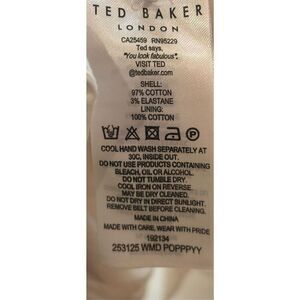 TED BAKER
LONDON
CA25459 RN95229
Ted says,
"You look fabulous".
VISIT TED
@tedbaker.com
SHELL:
97% COTTON
3% ELASTANE
LINING:
100% COTTON
COOL HAND WASH SEPARATELY AT
30C, INSIDE OUT.
DO NOT USE PRODUCTS CONTAINING
BLEACH, OIL OR ALCOHOL.
DO NOT TUMBLE DRY.
COOL IRON ON REVERSE.
MAY BE DRY CLEANED.
DO NOT DRY IN DIRECT SUNLIGHT.
REMOVE BELT BEFORE CLEANING.
MADE IN CHINA
MADE WITH CARE, WEAR WITH PRIDE
192134
253125 WMD POPPPYY